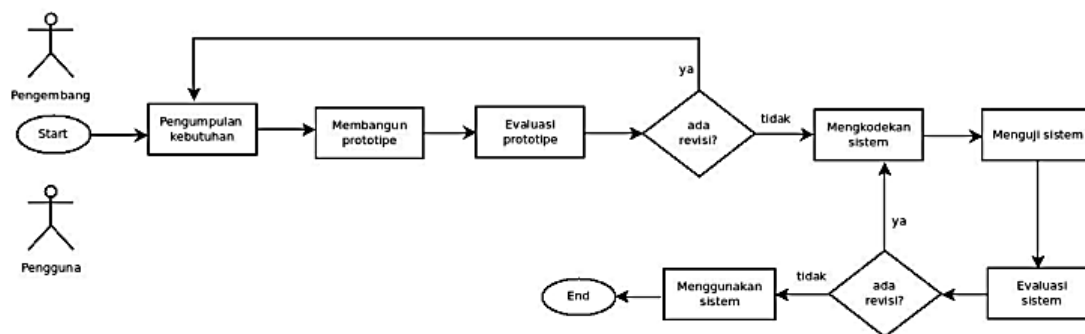 Pengembang
Start
Pengumpulan
kebutuhan
Membangun
prototipe
Evaluasi
prototipe
ada
revisi?
ya
tidak
Mengkodekan
sistem
Menguji sistem
Pengguna
Evaluasi
sistem
ada
revisi?
ya
tidak
Menggunakan
sistem
End